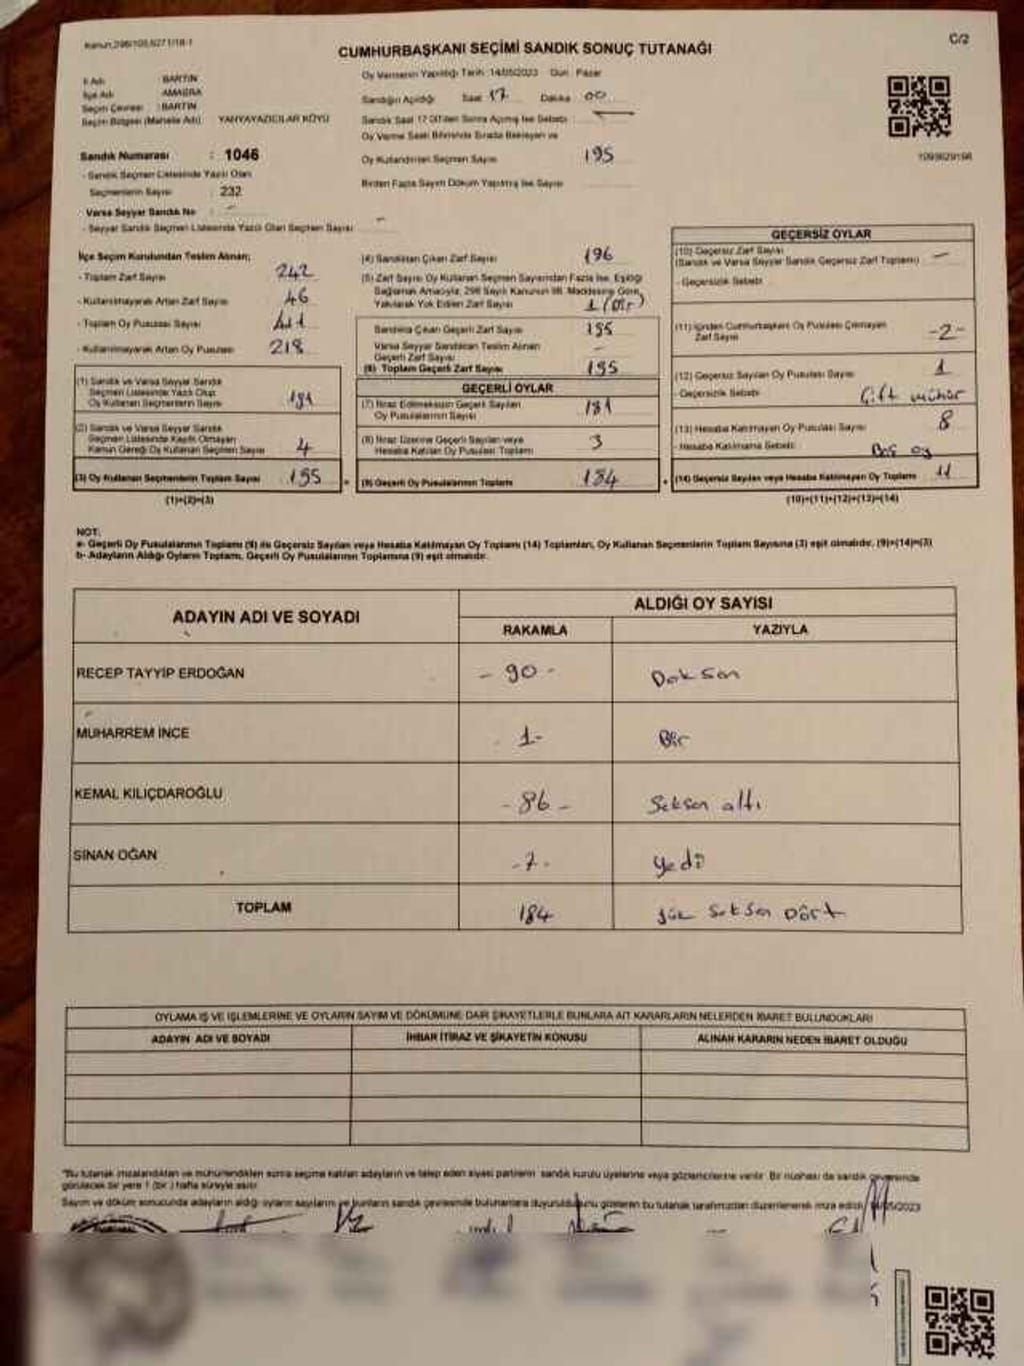 Kanun,298/105,6271/18-1
C/2
CUMHURBAŞKANI SEÇİMİ SANDIK SONUÇ TUTANAĞI
İl Adı : BARTIN
İlçe Adı : AMASRA
Seçim Çevresi : BARTIN
Seçim Bölgesi (Mahalle Adı) YAHYAYAZICILAR KÖYÜ
Sandık Numarası : 1046
- Sandık Seçmen Listesinde Yazılı Olan
Seçmenlerin Sayısı : 232
Varsa Seyyar Sandık No : -
- Seyyar Sandık Seçmen Listesinde Yazılı Olan Seçmen Sayısı -
Oy Vermenin Yapıldığı Tarih 14/05/2023 Gün : Pazar
Sandığın Açıldığı Saat 17 Dakika 00
Sandık Saat 17.00'den Sonra Açılmış İse Sebebi :
Oy Verme Saati Bitiminde Sırada Bekleyen ve
Oy Kullandırılan Seçmen Sayısı 195
Birden Fazla Sayım Döküm Yapılmış İse Sayısı
1093629198
İlçe Seçim Kurulundan Teslim Alınan;
- Toplam Zarf Sayısı 242
- Kullanılmayarak Artan Zarf Sayısı 46
- Toplam Oy Pusulası Sayısı
- Kullanılmayarak Artan Oy Pusulası 218
(1) Sandık ve Varsa Seyyar Sandık
Seçmen Listesinde Yazılı Olup
Oy Kullanan Seçmenlerin Sayısı 191
(2) Sandık ve Varsa Seyyar Sandık
Seçmen Listesinde Kayıtlı Olmayan
Kanun Gereği Oy Kullanan Seçmen Sayısı 4
(3) Oy Kullanan Seçmenlerin Toplam Sayısı 195
(1)+(2)=(3)
(4) Sandıktan Çıkan Zarf Sayısı 196
(5) Zarf Sayısı Oy Kullanan Seçmen Sayısından Fazla İse, Eşitliği
Sağlamak Amacıyla, 298 Sayılı Kanunun 98. Maddesine Göre,
Yakılarak Yok Edilen Zarf Sayısı 1 (Bir)
Sandıkta Çıkan Geçerli Zarf Sayısı 195
Varsa Seyyar Sandıktan Teslim Alınan
Geçerli Zarf Sayısı -
(6) Toplam Geçerli Zarf Sayısı 195
GEÇERLİ OYLAR
(7) İtiraz Edilmeksizin Geçerli Sayılan
Oy Pusulalarının Sayısı 181
(8) İtiraz Üzerine Geçerli Sayılan veya
Hesaba Katılan Oy Pusulası Toplamı 3
(9) Geçerli Oy Pusulalarının Toplamı 184
GEÇERSİZ OYLAR
(10) Geçersiz Zarf Sayısı
(Sandık ve Varsa Seyyar Sandık Geçersiz Zarf Toplamı) -
- Geçersizlik Sebebi
(11) İçinden Cumhurbaşkanı Oy Pusulası Çıkmayan
Zarf Sayısı -2-
(12) Geçersiz Sayılan Oy Pusulası Sayısı 1
- Geçersizlik Sebebi Çift mühür
(13) Hesaba Katılmayan Oy Pusulası Sayısı 8
- Hesaba Katılmama Sebebi: Boş oy
(14) Geçersiz Sayılan veya Hesaba Katılmayan Oy Toplamı 11
(10)+(11)+(12)+(13)=(14)
NOT:
a- Geçerli Oy Pusulalarının Toplamı (9) ile Geçersiz Sayılan veya Hesaba Katılmayan Oy Toplamı (14) Toplamları, Oy Kullanan Seçmenlerin Toplam Sayısına (3) eşit olmalıdır. (9)+(14)=(3)
b- Adayların Aldığı Oyların Toplamı, Geçerli Oy Pusulalarının Toplamına (9) eşit olmalıdır.
ADAYIN ADI VE SOYADI
ALDIĞI OY SAYISI
RAKAMLA YAZIYLA
RECEP TAYYİP ERDOĞAN - 90 - Doksan
MUHARREM İNCE 1- Bir
KEMAL KILIÇDAROĞLU - 86 - Seksen altı
SİNAN OĞAN -7- yedi
TOPLAM 184 yüz seksen Dört
OYLAMA İŞ VE İŞLEMLERİNE VE OYLARIN SAYIM VE DÖKÜMÜNE DAİR ŞİKAYETLERLE BUNLARA AİT KARARLARIN NELERDEN İBARET BULUNDUKLARI
ADAYIN ADI VE SOYADI İHBAR İTİRAZ VE ŞİKAYETİN KONUSU ALINAN KARARIN NEDEN İBARET OLDUĞU
*Bu tutanak imzalandıktan ve mühürlendikten sonra seçime katılan adayların ve talep eden siyasi partilerin sandık kurulu üyelerine veya gözlemcilerine verilir. Bir nüshası da sandık çevresinde
görülecek bir yere 1 (bir) hafta süreyle asılır.
Sayım ve döküm sonucunda adayların aldığı oyların sayılarını ve bunların sandık çevresinde bulunanlara duyurulduğunu gösteren bu tutanak tarafımızdan düzenlenerek imza edildi.